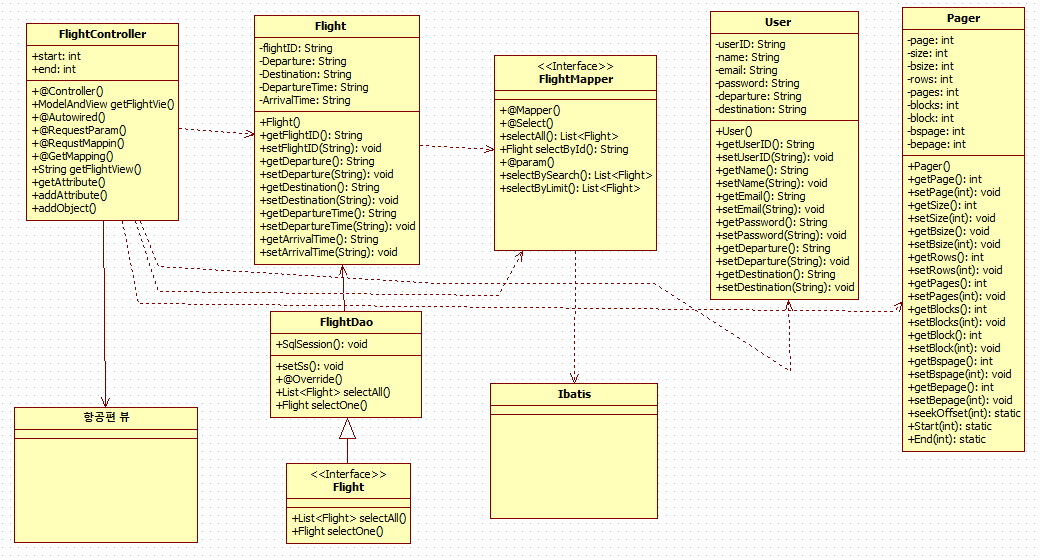 FlightController
+start: int
+end: int
+@Controller()
+ModelAndView getFlightVie()
+@Autowired()
+@RequestParam()
+@RequstMappin()
+@GetMapping()
+String getFlightView()
+getAttribute()
+addAttribute()
+addObject()
Flight
-flightID: String
-Departure: String
-Destination: String
-DepartureTime: String
-ArrivalTime: String
+Flight()
+getFlightID(): String
+setFlightID(String): void
+getDeparture(): String
+setDeparture(String): void
+getDestination(): String
+setDestination(String): void
+getDepartureTime(): String
+setDepartureTime(String): void
+getArrivalTime(): String
+setArrivalTime(String): void
<<Interface>>
FlightMapper
+@Mapper()
+@Select()
+selectAll(): List<Flight>
+Flight selectById(): String
+@param()
+selectBySearch(): List<Flight>
+selectByLimit(): List<Flight>
User
-userID: String
-name: String
-email: String
-password: String
-departure: String
-destination: String
+User()
+getUserID(): String
+setUserID(String): void
+getName(): String
+setName(String): void
+getEmail(): String
+setEmail(String): void
+getPassword(): String
+setPassword(String): void
+getDeparture(): String
+setDeparture(String): void
+getDestination(): String
+setDestination(String): void
Pager
-page: int
-size: int
-bsize: int
-rows: int
-pages: int
-blocks: int
-block: int
-bspage: int
-bepage: int
+Pager()
+getPage(): int
+setPage(int): void
+getSize(): int
+setSize(int): void
+getBsize(): void
+setBsize(int): void
+getRows(): int
+setRows(int): void
+getPages(): int
+setPages(int): void
+getBlocks(): int
+setBlocks(int): void
+getBlock(): int
+setBlock(int): void
+getBspage(): int
+setBspage(int): void
+getBepage(): int
+setBepage(int): void
+seekOffset(int): static
+Start(int): static
+End(int): static
FlightDao
+SqlSession(): void
+setSs(): void
+@Override()
+List<Flight> selectAll()
+Flight selectOne()
항공편 뷰
Ibatis
<<Interface>>
Flight
+List<Flight> selectAll()
+Flight selectOne()